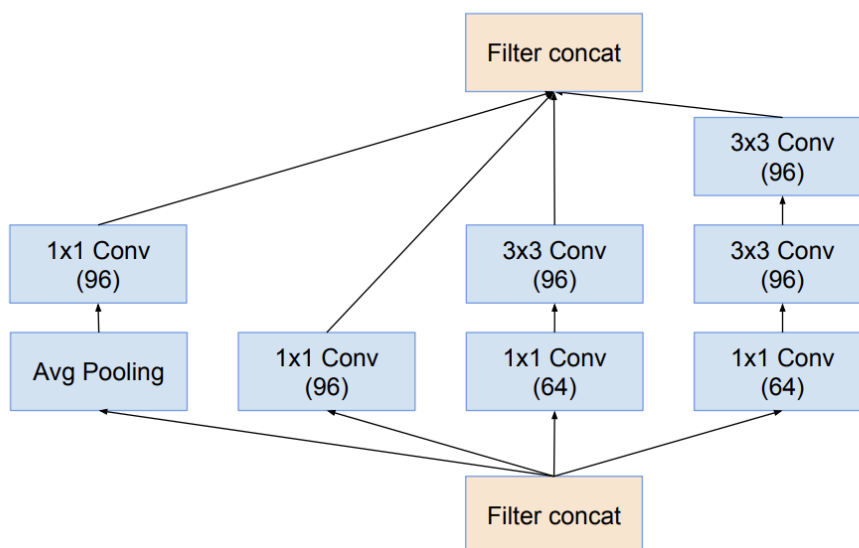 Filter concat
3x3 Conv
(96)
1x1 Conv
(96)
3x3 Conv
(96)
3x3 Conv
(96)
Avg Pooling
1x1 Conv
(96)
1x1 Conv
(64)
1x1 Conv
(64)
Filter concat